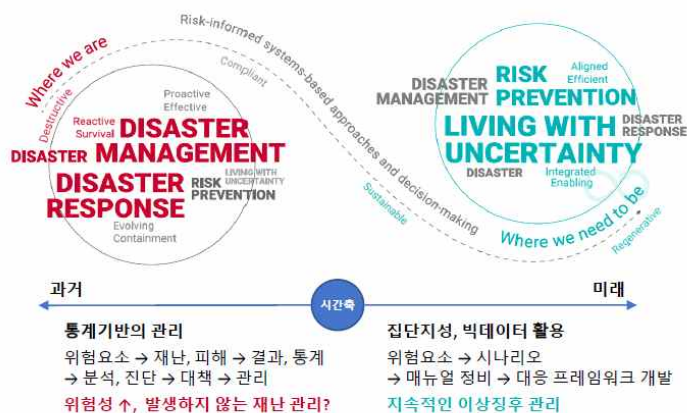 Where we are
Risk-informed systems-based approaches and decision-making
Destructive
Compliant
Sustainable
Regenerative
Proactive
Effective
Reactive
Survival
DISASTER
DISASTER MANAGEMENT
DISASTER
RESPONSE
RISK
PREVENTION
LIVING WITH
UNCERTAINTY
Evolving
Containment
DISASTER
MANAGEMENT
RISK
PREVENTION
Aligned
Efficient
LIVING WITH
UNCERTAINTY
DISASTER
RESPONSE
DISASTER
Integrated
Enabling
Where we need to be
과거
시간축
미래
통계기반의 관리
위험요소 → 재난, 피해 → 결과, 통계
→ 분석, 진단 → 대책 → 관리
위험성 ↑, 발생하지 않는 재난 관리?
집단지성, 빅데이터 활용
위험요소 → 시나리오
→ 매뉴얼 정비 → 대응 프레임워크 개발
지속적인 이상징후 관리